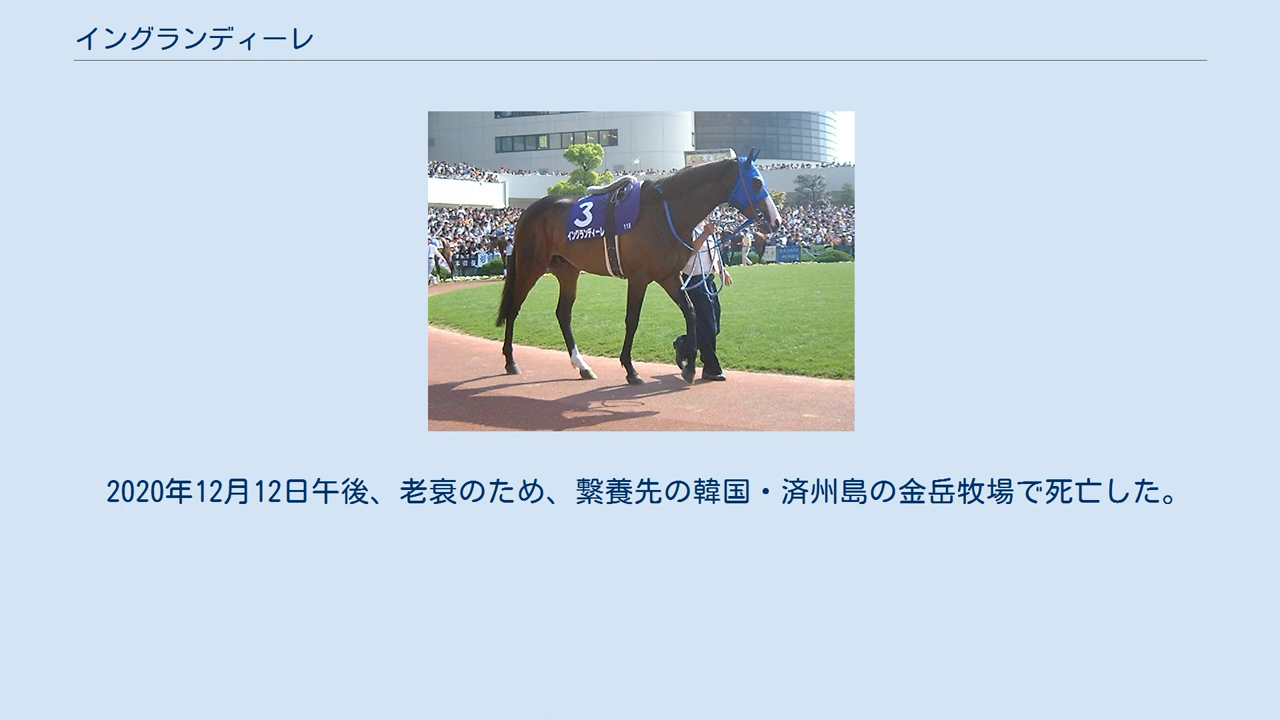 イングランディーレ
3
イングランディーレ
2020年12月12日午後、老衰のため、繋養先の韓国・済州島の金岳牧場で死亡した。